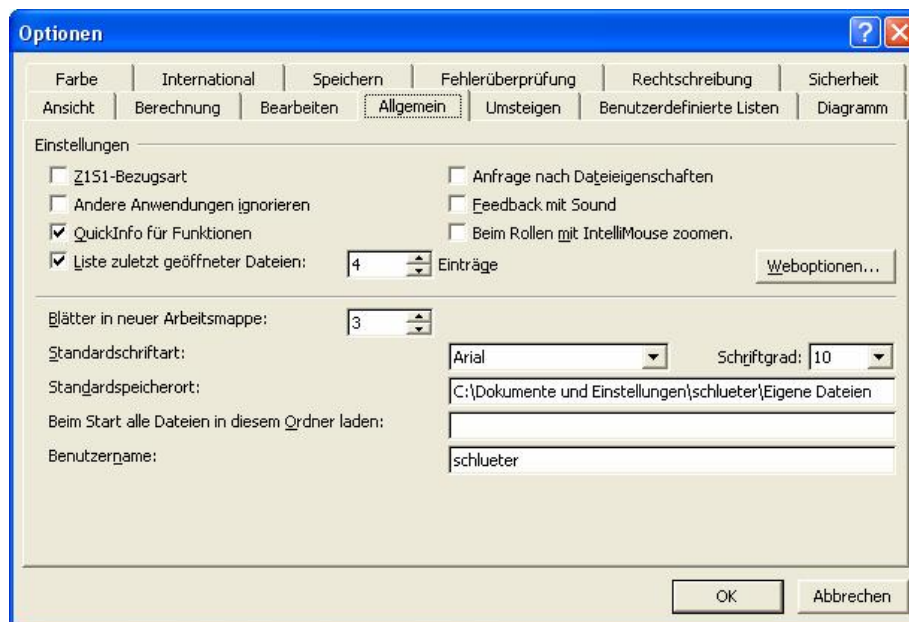 Optionen
Farbe International Speichern Fehlerüberprüfung Rechtschreibung Sicherheit
Ansicht Berechnung Bearbeiten Allgemein Umsteigen Benutzerdefinierte Listen Diagramm
Einstellungen
Z1S1-Bezugsart Anfrage nach Dateieigenschaften
Andere Anwendungen ignorieren Feedback mit Sound
QuickInfo für Funktionen Beim Rollen mit IntelliMouse zoomen.
Liste zuletzt geöffneter Dateien: 4 Einträge Weboptionen...
Blätter in neuer Arbeitsmappe: 3
Standardschriftart: Arial Schriftgrad: 10
Standardspeicherort: C:\Dokumente und Einstellungen\schlueter\Eigene Dateien
Beim Start alle Dateien in diesem Ordner laden:
Benutzername: schlueter
OK Abbrechen